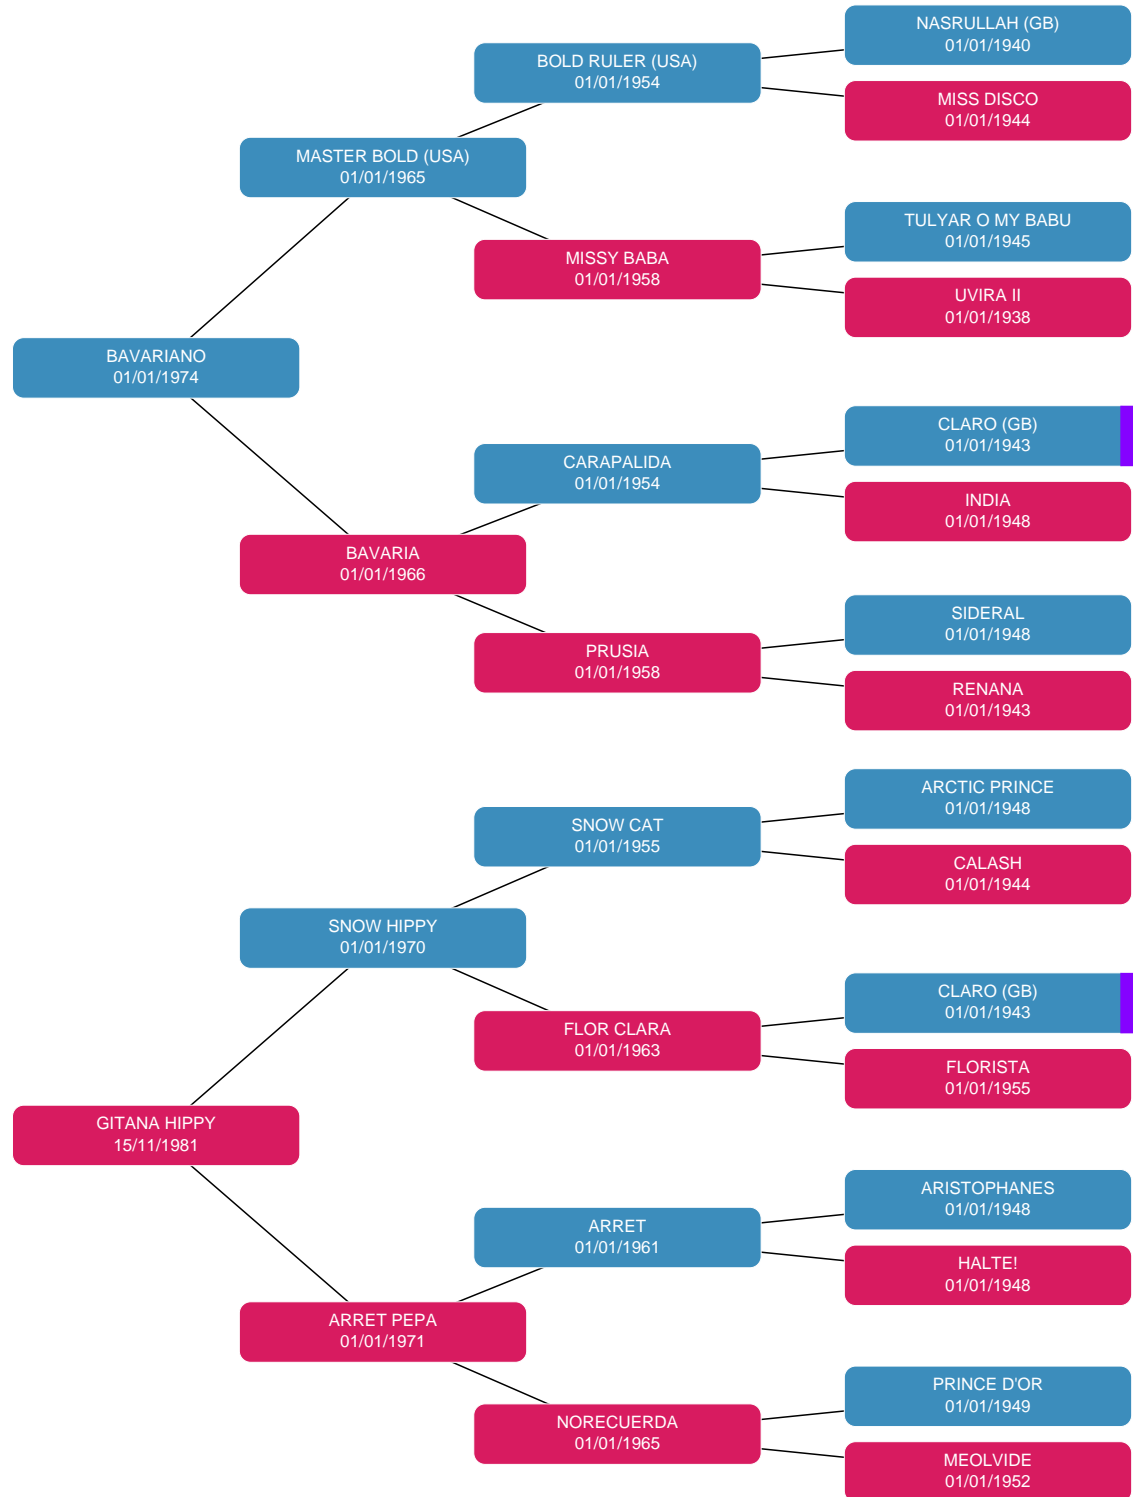 NASRULLAH (GB)
01/01/1940
BOLD RULER (USA)
01/01/1954
MISS DISCO
01/01/1944
MASTER BOLD (USA)
01/01/1965
TULYAR O MY BABU
01/01/1945
MISSY BABA
01/01/1958
UVIRA II
01/01/1938
BAVARIANO
01/01/1974
CLARO (GB)
01/01/1943
CARAPALIDA
01/01/1954
INDIA
01/01/1948
BAVARIA
01/01/1966
SIDERAL
01/01/1948
PRUSIA
01/01/1958
RENANA
01/01/1943
ARCTIC PRINCE
01/01/1948
SNOW CAT
01/01/1955
CALASH
01/01/1944
SNOW HIPPY
01/01/1970
CLARO (GB)
01/01/1943
FLOR CLARA
01/01/1963
FLORISTA
01/01/1955
GITANA HIPPY
15/11/1981
ARISTOPHANES
01/01/1948
ARRET
01/01/1961
HALTE!
01/01/1948
ARRET PEPA
01/01/1971
PRINCE D'OR
01/01/1949
NORECUERDA
01/01/1965
MEOLVIDE
01/01/1952